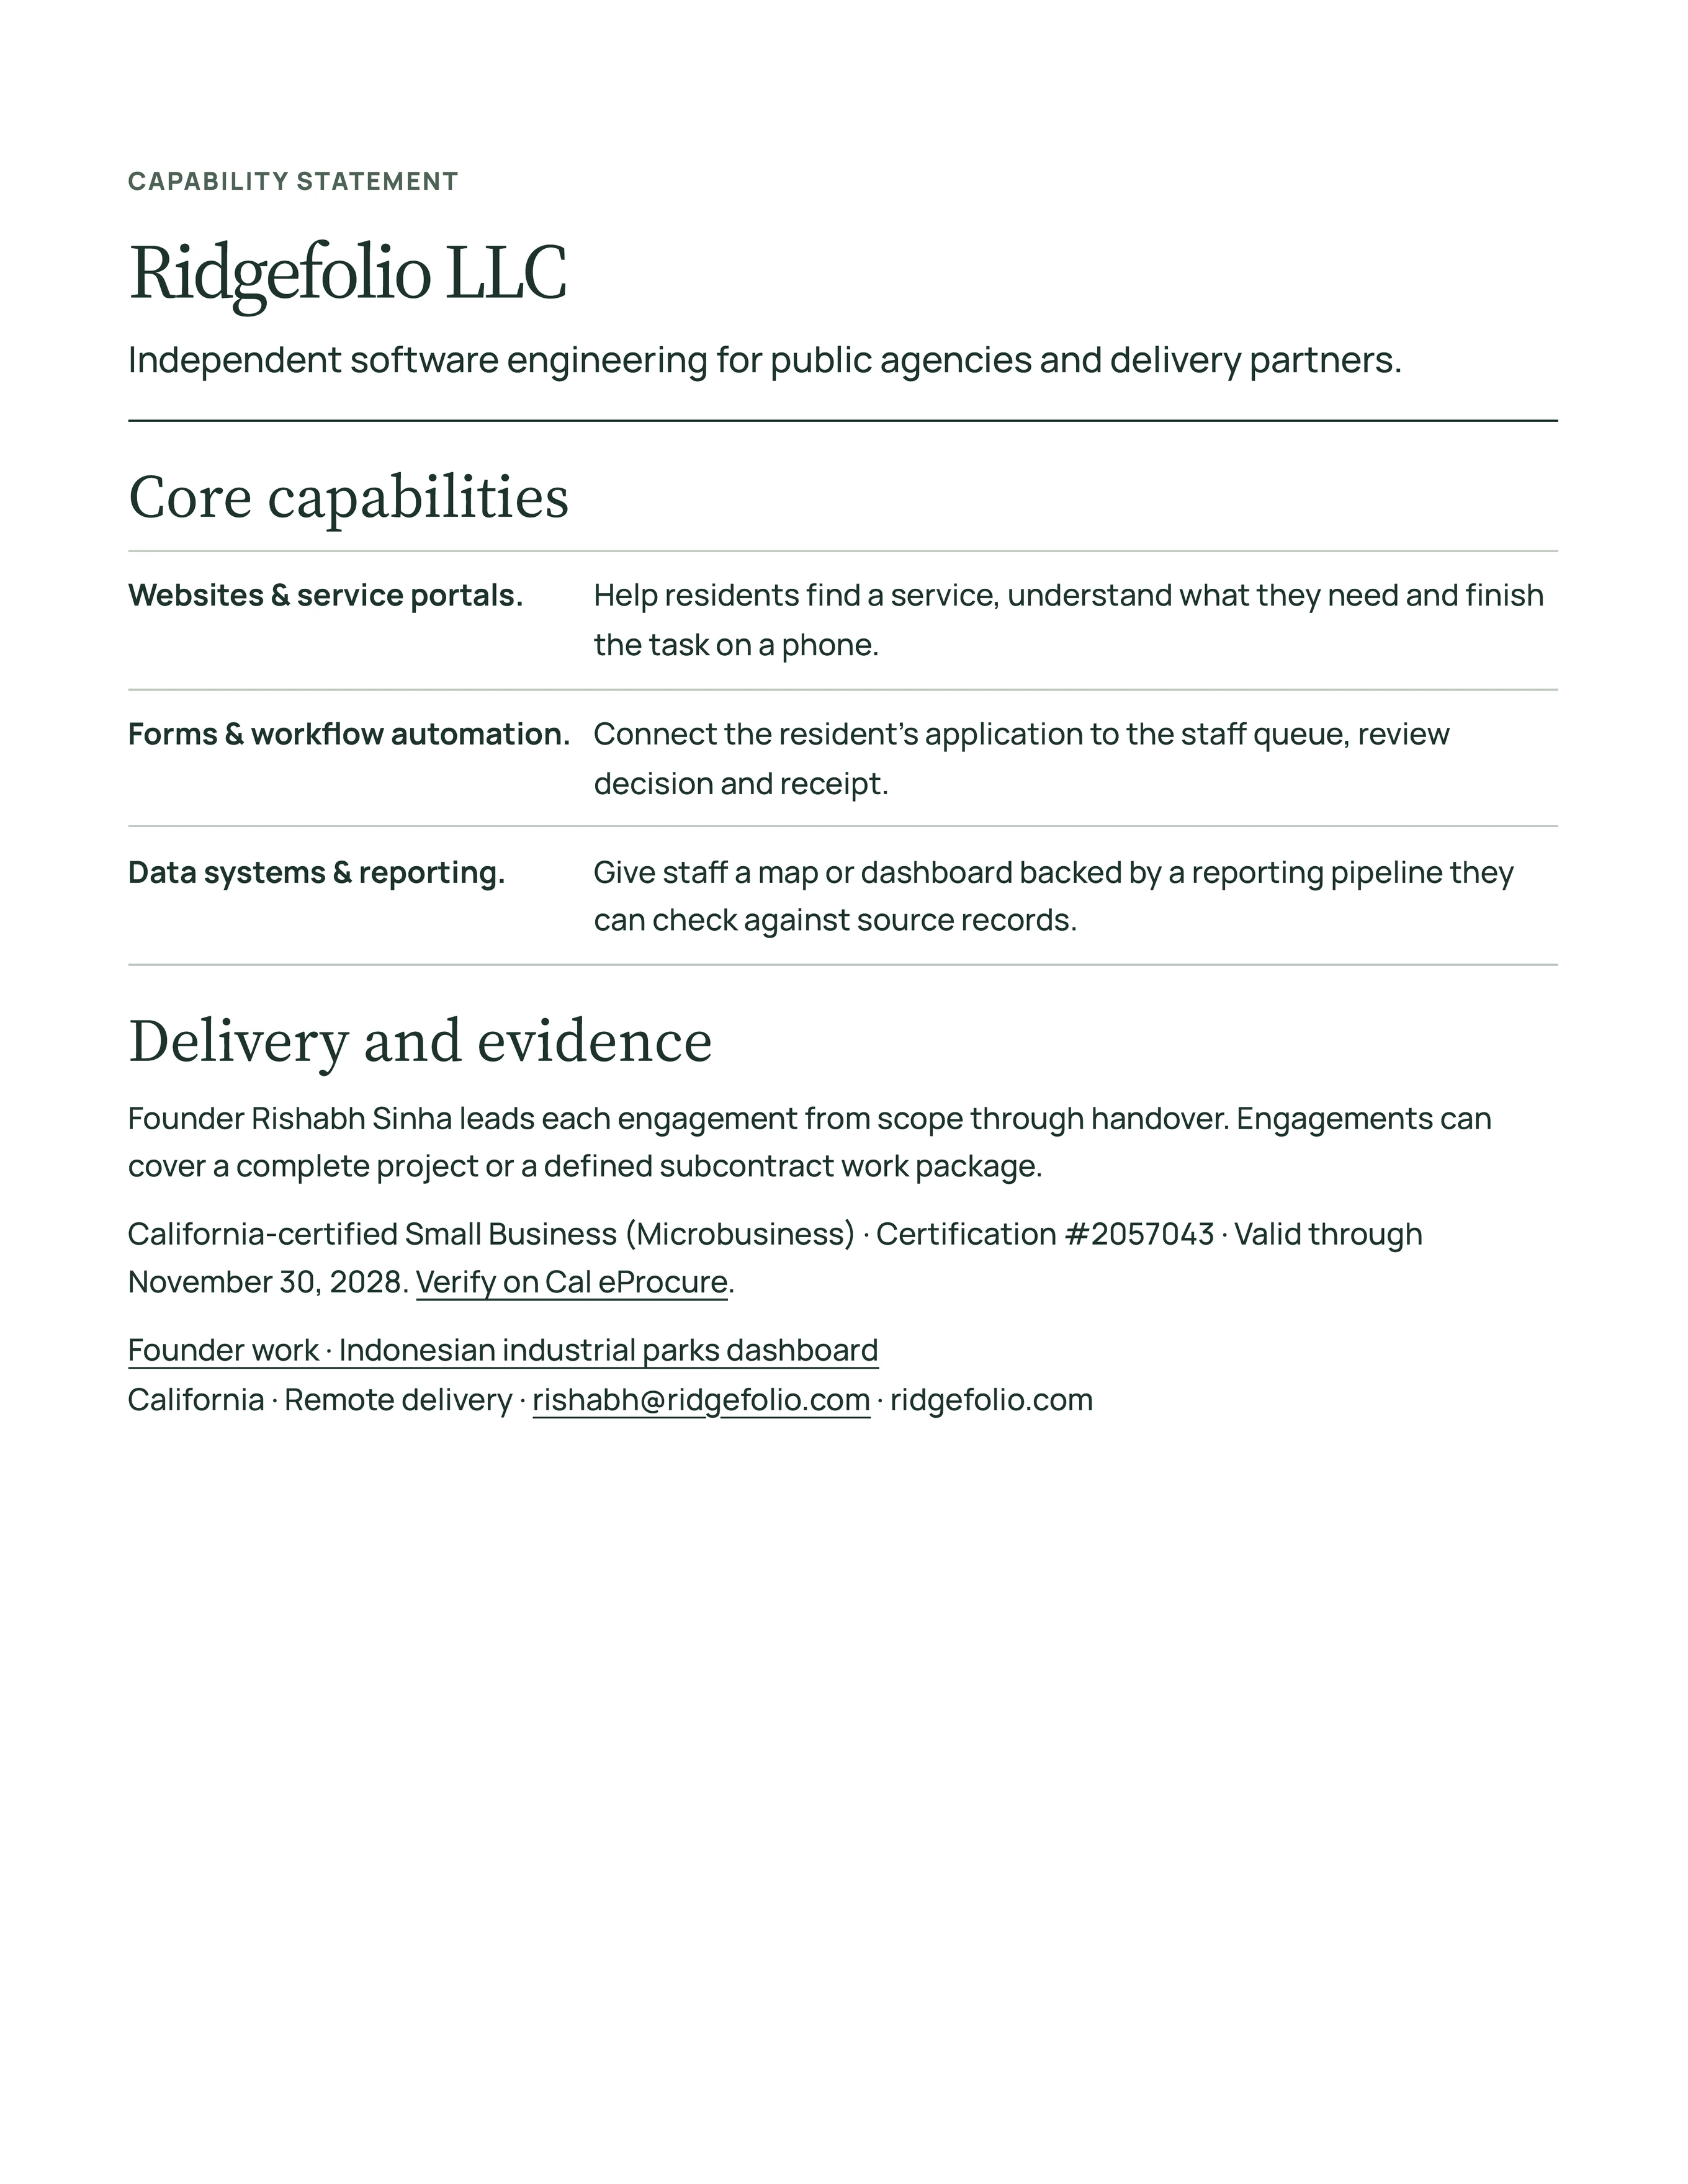 CAPABILITY STATEMENT
Ridgefolio LLC
Independent software engineering for public agencies and delivery partners.
Core capabilities
Websites & service portals.
Help residents find a service, understand what they need and finish
the task on a phone.
Forms & workflow automation.
Connect the resident’s application to the staff queue, review
decision and receipt.
Data systems & reporting.
Give staff a map or dashboard backed by a reporting pipeline they
can check against source records.
Delivery and evidence
Founder Rishabh Sinha leads each engagement from scope through handover. Engagements can
cover a complete project or a defined subcontract work package.
California-certified Small Business (Microbusiness) · Certification #2057043 · Valid through
November 30, 2028. Verify on Cal eProcure.
Founder work · Indonesian industrial parks dashboard
California · Remote delivery · rishabh@ridgefolio.com · ridgefolio.com